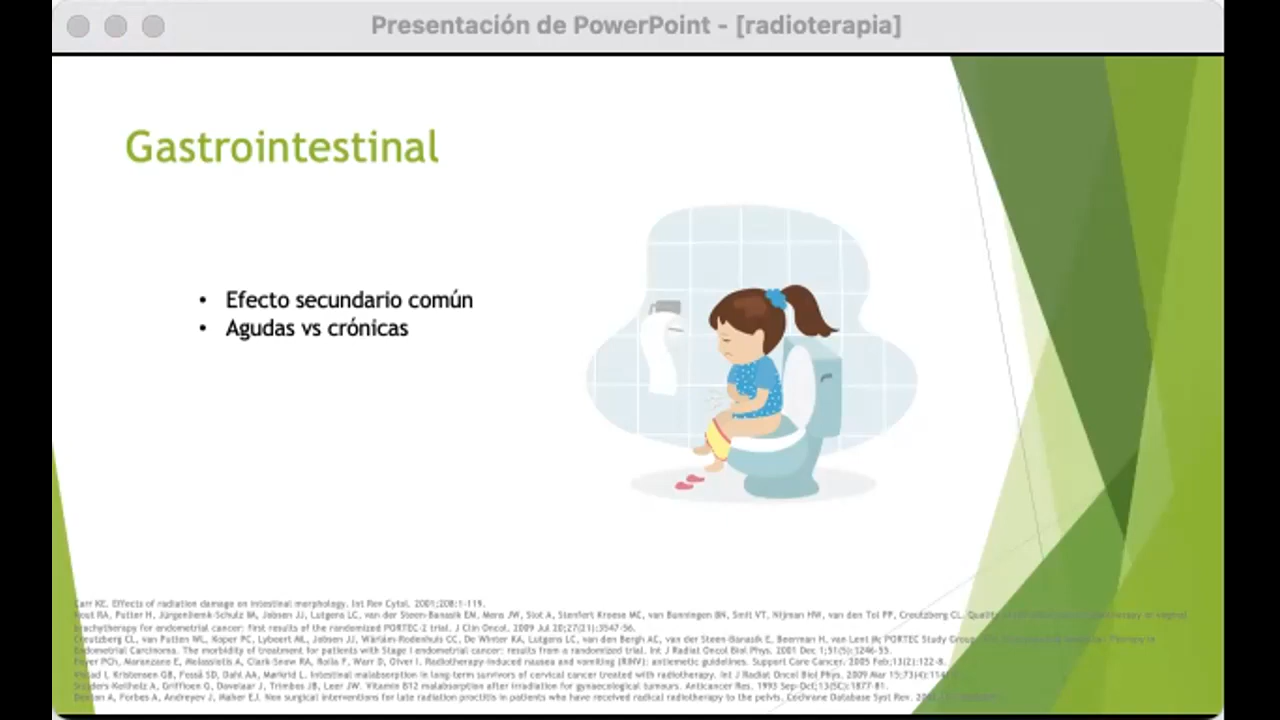 Presentación de PowerPoint - [radioterapia]
Gastrointestinal
• Efecto secundario común
• Agudas vs crónicas
Carr KE. Effects of radiation damage on intestinal morphology. Int Rev Cytol. 2001;208:1-119.
Nout RA, Putter H, Jürgenliemk-Schulz IM, Jobsen JJ, Lutgens LC, van der Steen-Banasik EM, Mens JW, Slot A, Stenfert Kroese MC, van Bunningen BN, Smit VT, Nijman HW, van den Tol PP, Creutzberg CL. Quality
brachytherapy for endometrial cancer: first results of the randomized PORTEC-2 trial. J Clin Oncol. 2009 Jul 20;27(21):3547-56.
Creutzberg CL, van Putten WL, Koper PC, Lybeert ML, Jobsen JJ, Wárlám-Rodenhuis CC, De Winter KA, Lutgens LC, van den Bergh AC, van der Steen-Banasik E, Beerman H, van Lent M; PORTEC Study Group.
Endometrial Carcinoma. The morbidity of treatment for patients with Stage I endometrial cancer: results from a randomized trial. Int J Radiat Oncol Biol Phys. 2001 Dec 1;51(5):1246-55.
Feyer PCh, Maranzano E, Molassiotis A, Clark-Snow RA, Roila F, Warr D, Olver I. Radiotherapy-induced nausea and vomiting (RINV): antiemetic guidelines. Support Care Cancer. 2005 Feb;13(2):122-8.
Vistad I, Kristensen GB, Fosså SD, Dahl AA, Mørkrid L. Intestinal malabsorption in long-term survivors of cervical cancer treated with radiotherapy. Int J Radiat Oncol Biol Phys. 2009 Mar 15;73(4):
Snijders-Keilholz A, Griffioen G, Davelaar J, Trimbos JB, Leer JW. Vitamin B12 malabsorption after irradiation for gynaecological tumours. Anticancer Res. 1993 Sep-Oct;13(5C):1877-81.
Denton A, Forbes A, Andreyev J, Maher EJ. Non surgical interventions for late radiation proctitis in patients who have received radical radiotherapy to the pelvis. Cochrane Database Syst Rev.